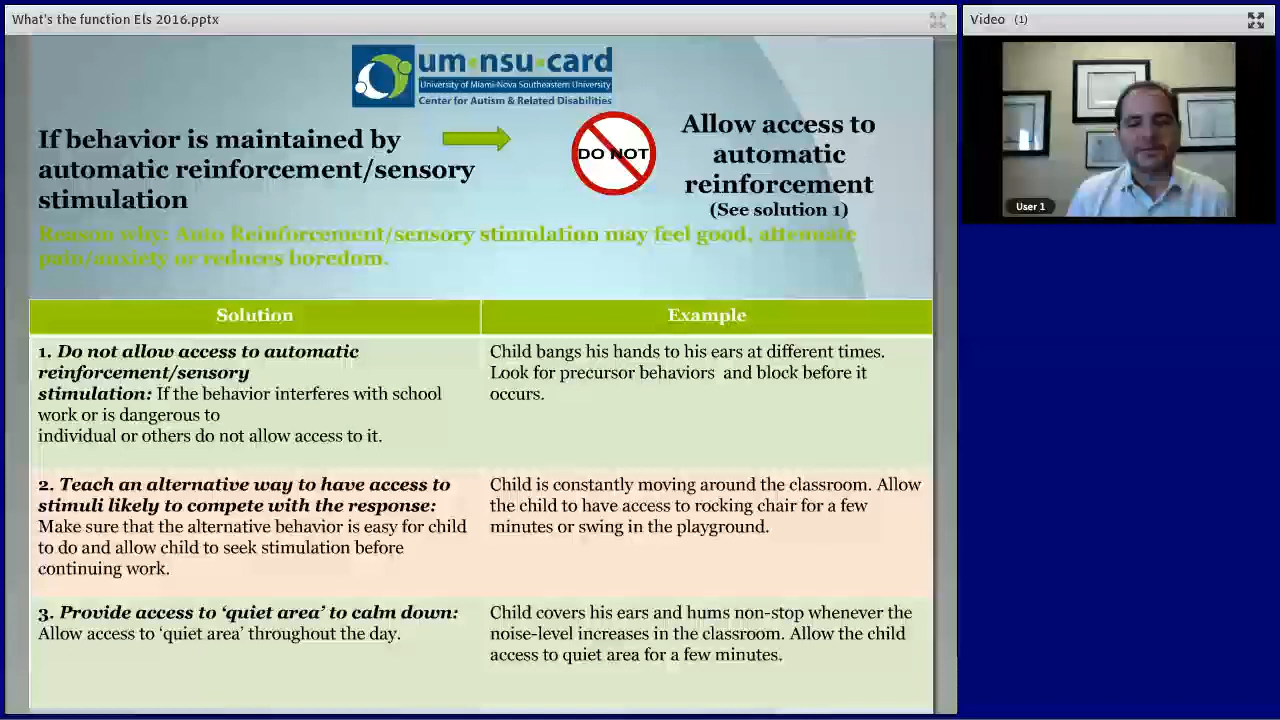 What's the function Els 2016.pptx
Video (1)
um•nsu•card
University of Miami-Nova Southeastern University
Center for Autism & Related Disabilities
If behavior is maintained by
automatic reinforcement/sensory
stimulation
DO NOT
Allow access to
automatic
reinforcement
(See solution 1)
User 1
Reason why: Auto Reinforcement/sensory stimulation may feel good, attenuate
pain/anxiety or reduces boredom.
Solution
Example
1. Do not allow access to automatic
reinforcement/sensory
stimulation: If the behavior interferes with school
work or is dangerous to
individual or others do not allow access to it.
Child bangs his hands to his ears at different times.
Look for precursor behaviors and block before it
occurs.
2. Teach an alternative way to have access to
stimuli likely to compete with the response:
Make sure that the alternative behavior is easy for child
to do and allow child to seek stimulation before
continuing work.
Child is constantly moving around the classroom. Allow
the child to have access to rocking chair for a few
minutes or swing in the playground.
3. Provide access to ‘quiet area’ to calm down:
Allow access to ‘quiet area’ throughout the day.
Child covers his ears and hums non-stop whenever the
noise-level increases in the classroom. Allow the child
access to quiet area for a few minutes.